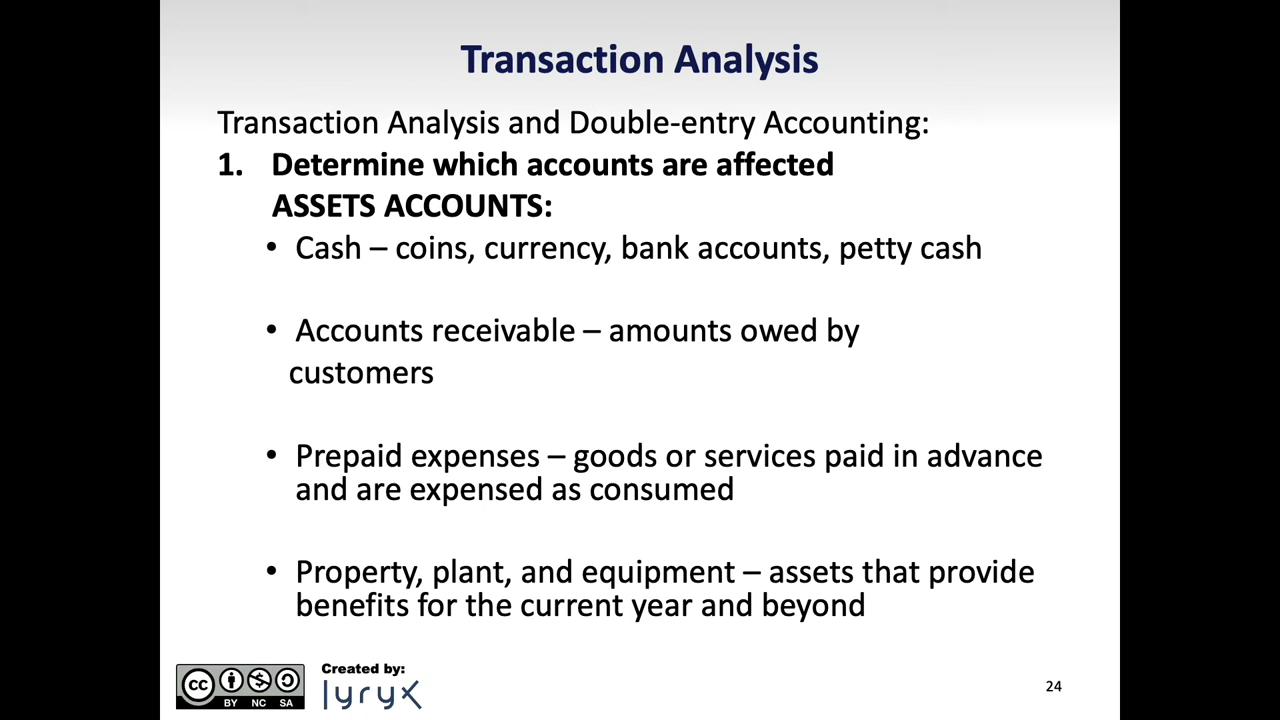 Transaction Analysis
Transaction Analysis and Double-entry Accounting:
1. Determine which accounts are affected
ASSETS ACCOUNTS:
• Cash – coins, currency, bank accounts, petty cash
• Accounts receivable – amounts owed by
customers
• Prepaid expenses – goods or services paid in advance
and are expensed as consumed
• Property, plant, and equipment – assets that provide
benefits for the current year and beyond
cc BY NC SA
Created by:
lyryx
24